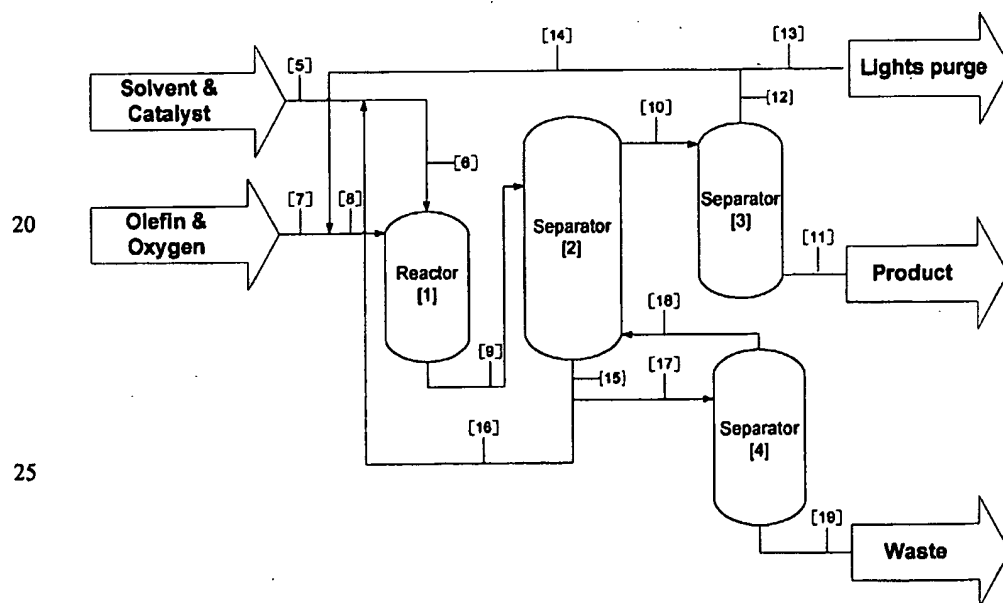 [14]
[13]
[5]
Solvent &
Catalyst
Lights purge
[12]
[10]
[6]
[7]
[8]
20
Olefin &
Oxygen
Separator
[2]
Separator
[3]
Reactor
[1]
[11]
Product
[18]
[9]
[15]
[17]
[16]
Separator
[4]
25
[19]
Waste